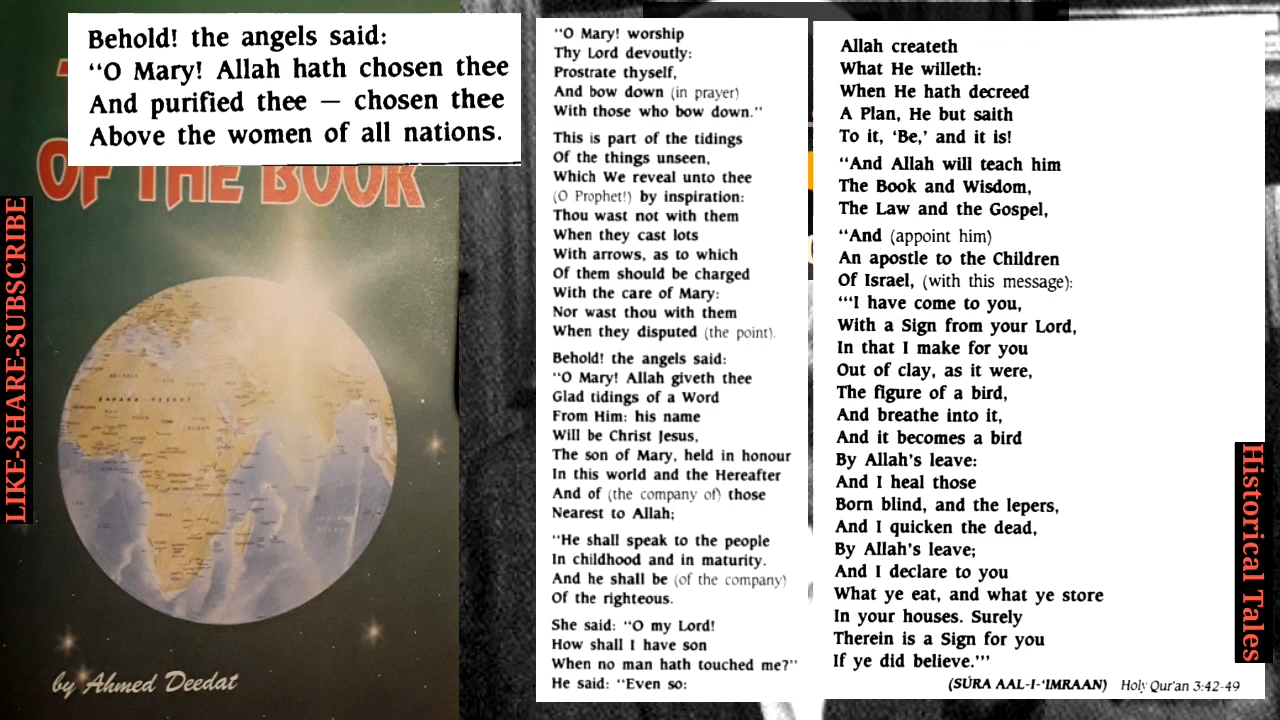 Behold! the angels said:
“O Mary! Allah hath chosen thee
And purified thee — chosen thee
Above the women of all nations.
OF THE BOOK
by Ahmed Deedat
LIKE-SHARE-SUBSCRIBE
“O Mary! worship
Thy Lord devoutly:
Prostrate thyself,
And bow down (in prayer)
With those who bow down.”
This is part of the tidings
Of the things unseen,
Which We reveal unto thee
(O Prophet!) by inspiration:
Thou wast not with them
When they cast lots
With arrows, as to which
Of them should be charged
With the care of Mary:
Nor wast thou with them
When they disputed (the point).
Behold! the angels said:
“O Mary! Allah giveth thee
Glad tidings of a Word
From Him: his name
Will be Christ Jesus,
The son of Mary, held in honour
In this world and the Hereafter
And of (the company of) those
Nearest to Allah;
“He shall speak to the people
In childhood and in maturity.
And he shall be (of the company)
Of the righteous.
She said: “O my Lord!
How shall I have son
When no man hath touched me?”
He said: “Even so:
Allah createth
What He willeth:
When He hath decreed
A Plan, He but saith
To it, ‘Be,’ and it is!
“And Allah will teach him
The Book and Wisdom,
The Law and the Gospel,
“And (appoint him)
An apostle to the Children
Of Israel, (with this message):
“‘I have come to you,
With a Sign from your Lord,
In that I make for you
Out of clay, as it were,
The figure of a bird,
And breathe into it,
And it becomes a bird
By Allah’s leave:
And I heal those
Born blind, and the lepers,
And I quicken the dead,
By Allah’s leave;
And I declare to you
What ye eat, and what ye store
In your houses. Surely
Therein is a Sign for you
If ye did believe.’”
(SÚRA AAL-I-‘IMRAAN) Holy Qur’an 3:42-49
Historical Tales